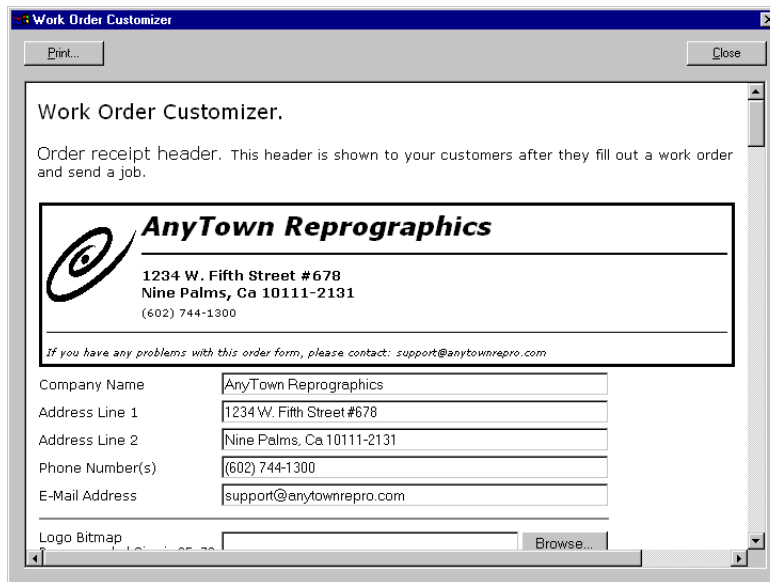 Work Order Customizer
Print...
Close
Work Order Customizer.
Order receipt header. This header is shown to your customers after they fill out a work order
and send a job.
AnyTown Reprographics
1234 W. Fifth Street #678
Nine Palms, Ca 10111-2131
(602) 744-1300
If you have any problems with this order form, please contact: support@anytownrepro.com
Company Name AnyTown Reprographics
Address Line 1 1234 W. Fifth Street #678
Address Line 2 Nine Palms, Ca 10111-2131
Phone Number(s) (602) 744-1300
E-Mail Address support@anytownrepro.com
Logo Bitmap Browse...